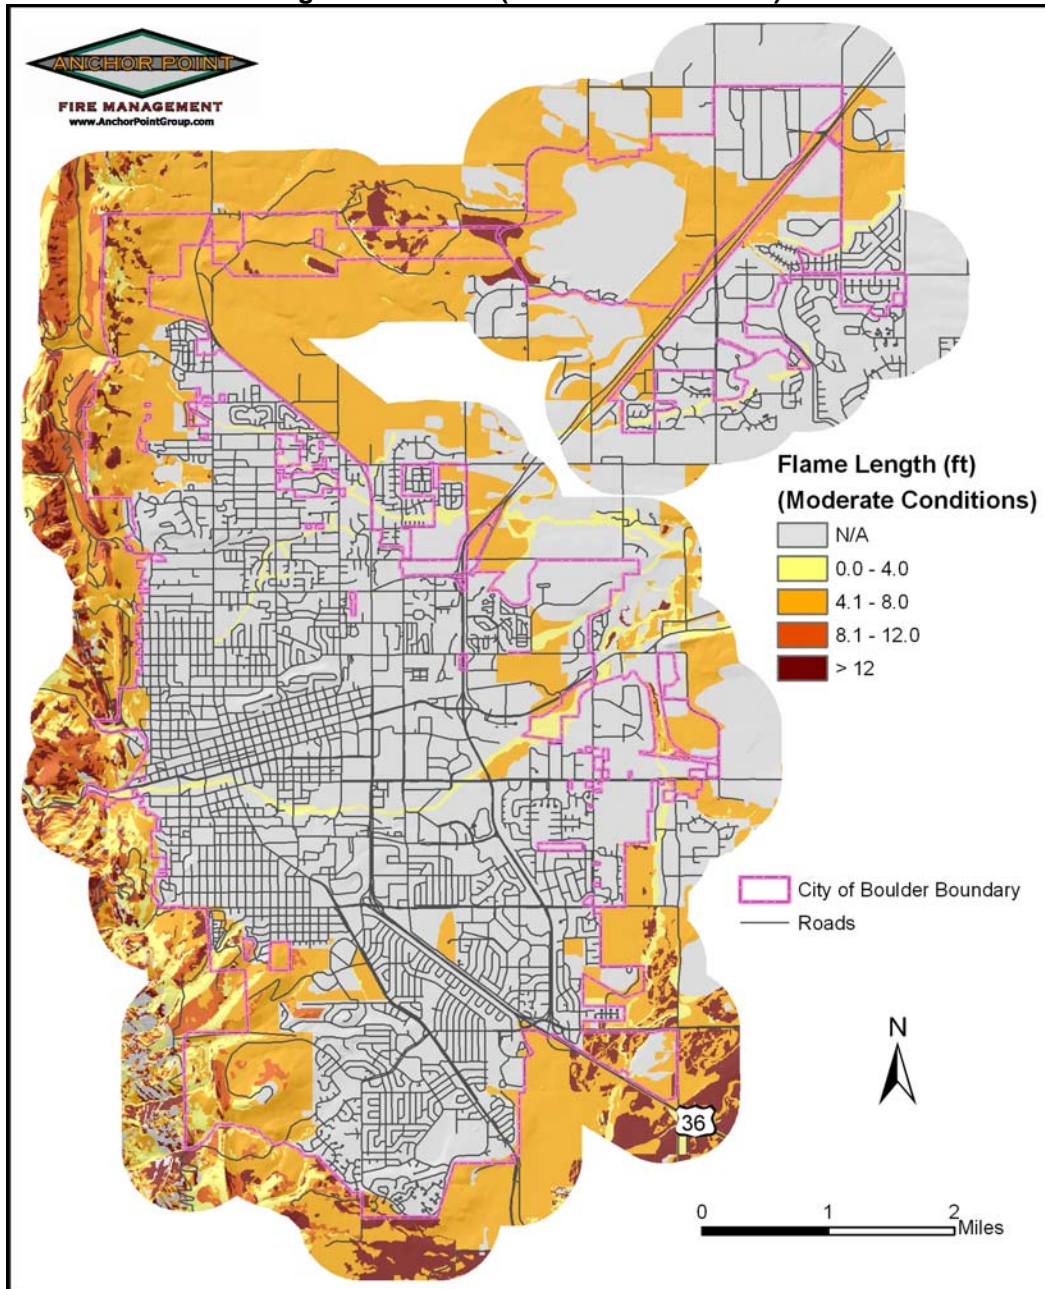 ANCHOR POINT
FIRE MANAGEMENT
www.AnchorPointGroup.com
Flame Length (ft)
(Moderate Conditions)
N/A
0.0 - 4.0
4.1 - 8.0
8.1 - 12.0
> 12
City of Boulder Boundary
Roads
N
36
0 1 2
Miles